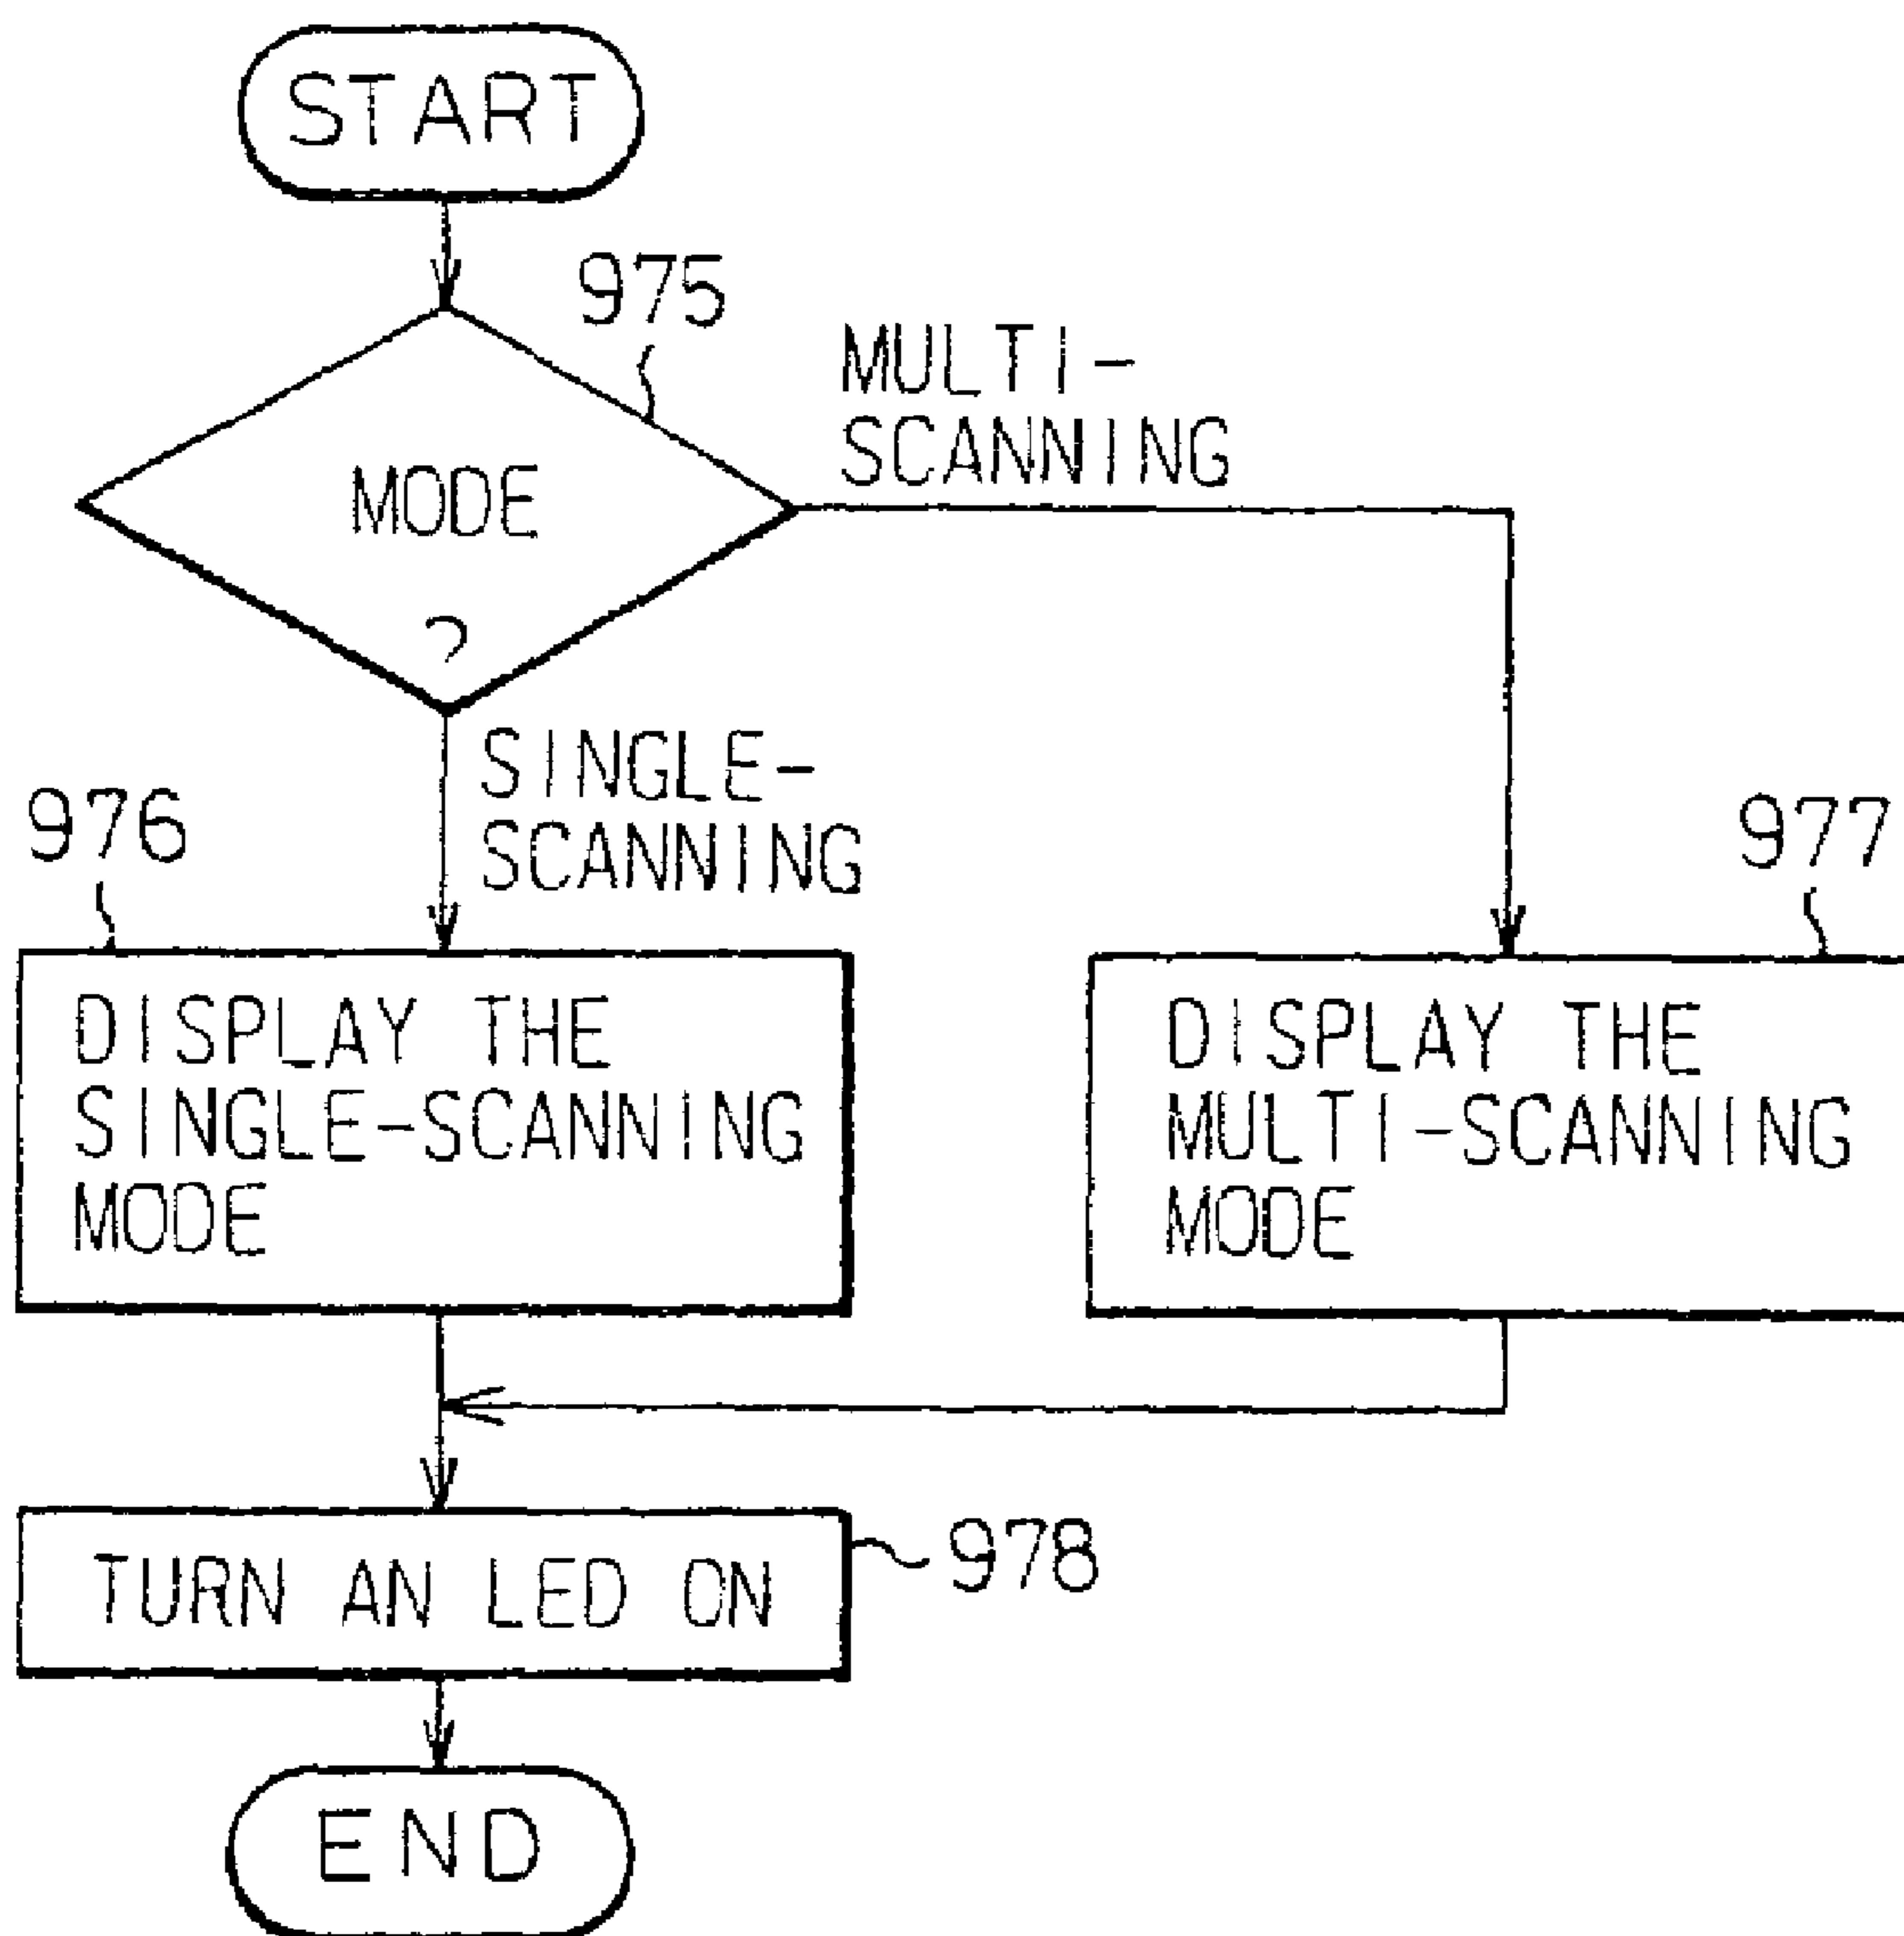 START
975
MULTI-
SCANNING
MODE
?
SINGLE-
SCANNING
976
977
DISPLAY THE
SINGLE-SCANNING
MODE
DISPLAY THE
MULTI-SCANNING
MODE
TURN AN LED ON
978
END